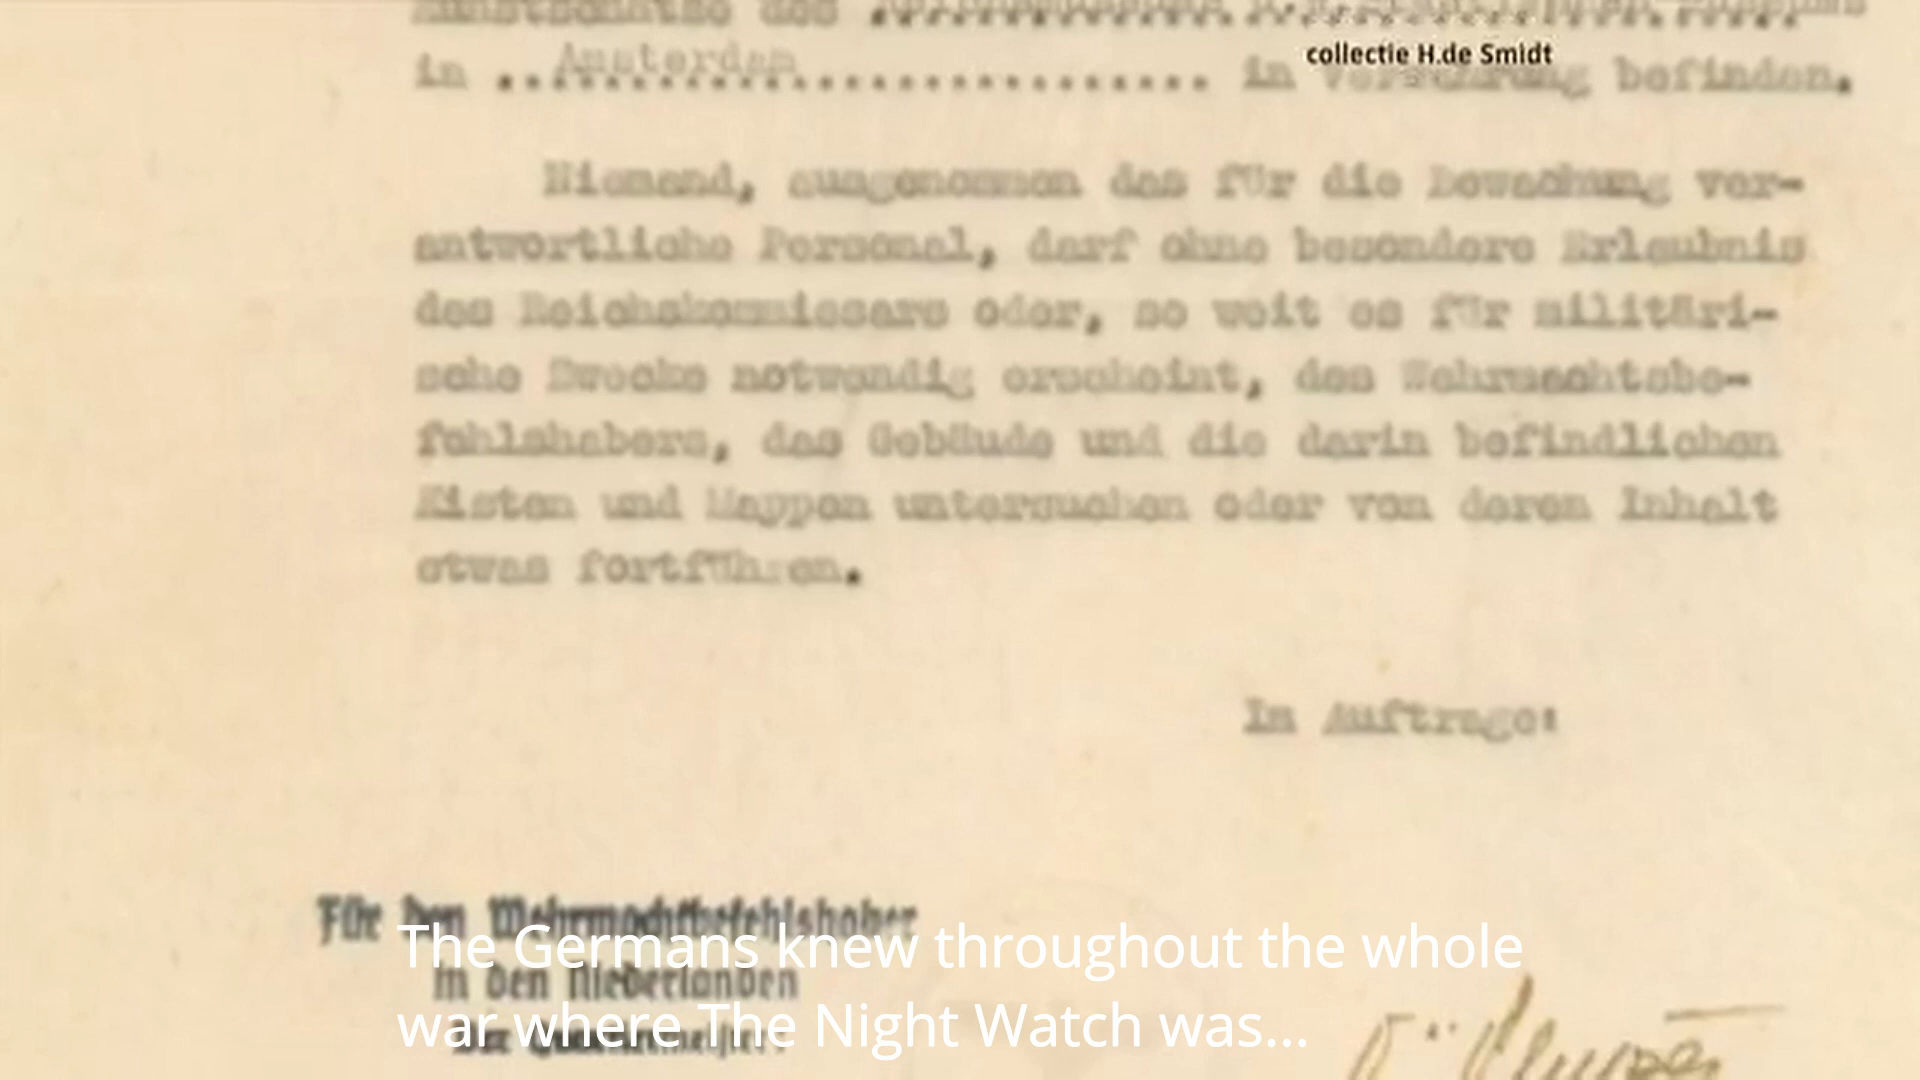 Kunstschätze des
collectie H.de Smidt
in Amsterdam in Verwahrung befinden.
Niemand, ausgenommen das für die Bewachung ver-
antwortliche Personal, darf ohne besondere Erlaubnis
des Reichskommissars oder, so weit es für militäri-
sche Zwecke notwendig erscheint, des Wehrmachtsbe-
fehlshabers, das Gebäude und die darin befindlichen
Kisten und Mappen untersuchen oder von deren Inhalt
etwas fortführen.
Im Auftrage:
Für den Wehrmachtbefehlshaber
in den Niederlanden
The Germans knew throughout the whole
war where The Night Watch was...